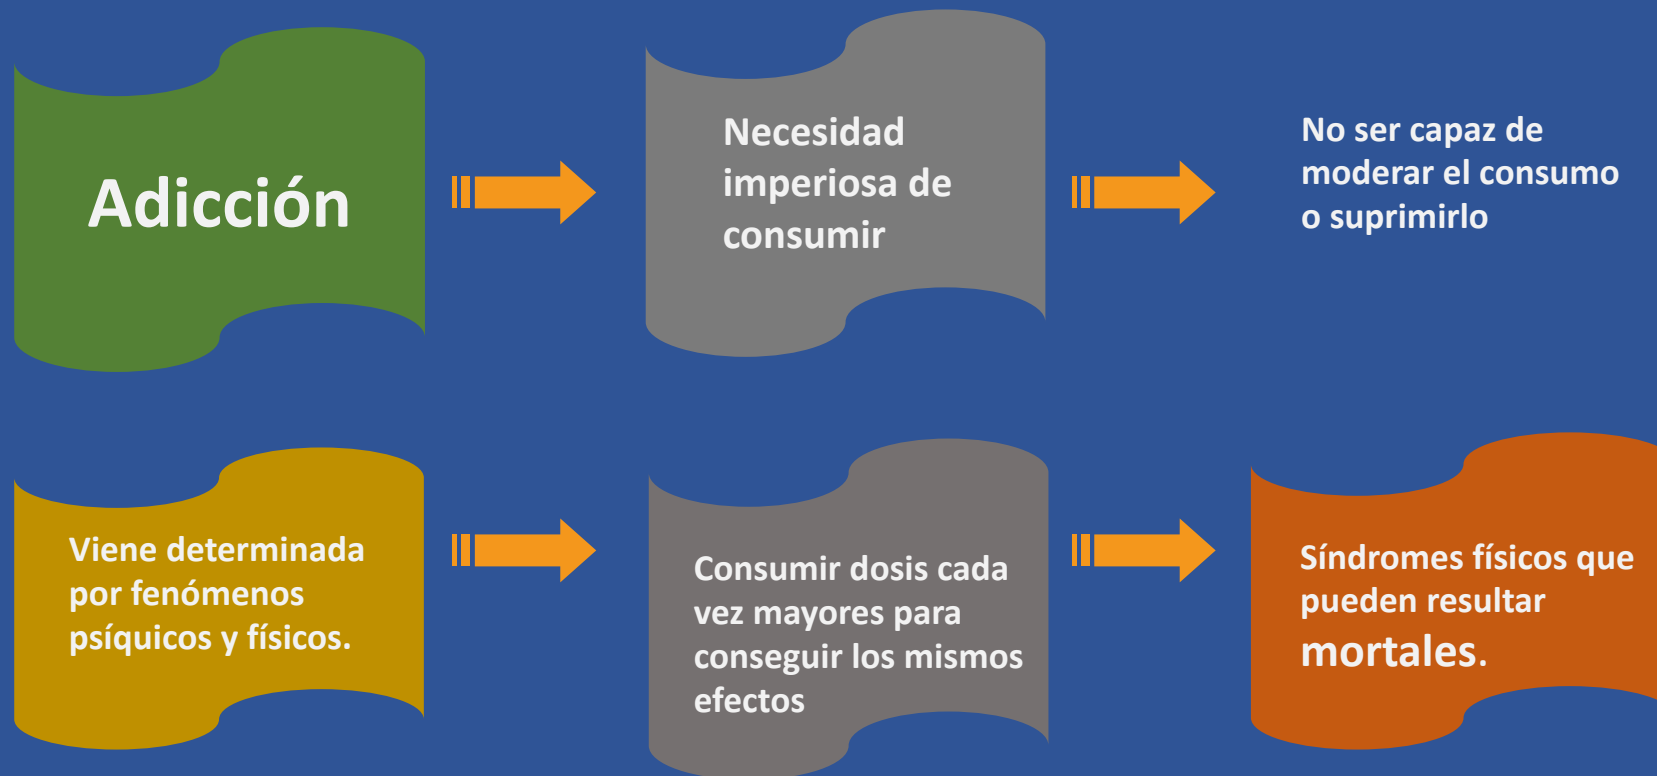 Adicción
Necesidad
imperiosa de
consumir
No ser capaz de
moderar el consumo
o suprimirlo
Viene determinada
por fenómenos
psíquicos y físicos.
Consumir dosis cada
vez mayores para
conseguir los mismos
efectos
Síndromes físicos que
pueden resultar
mortales.